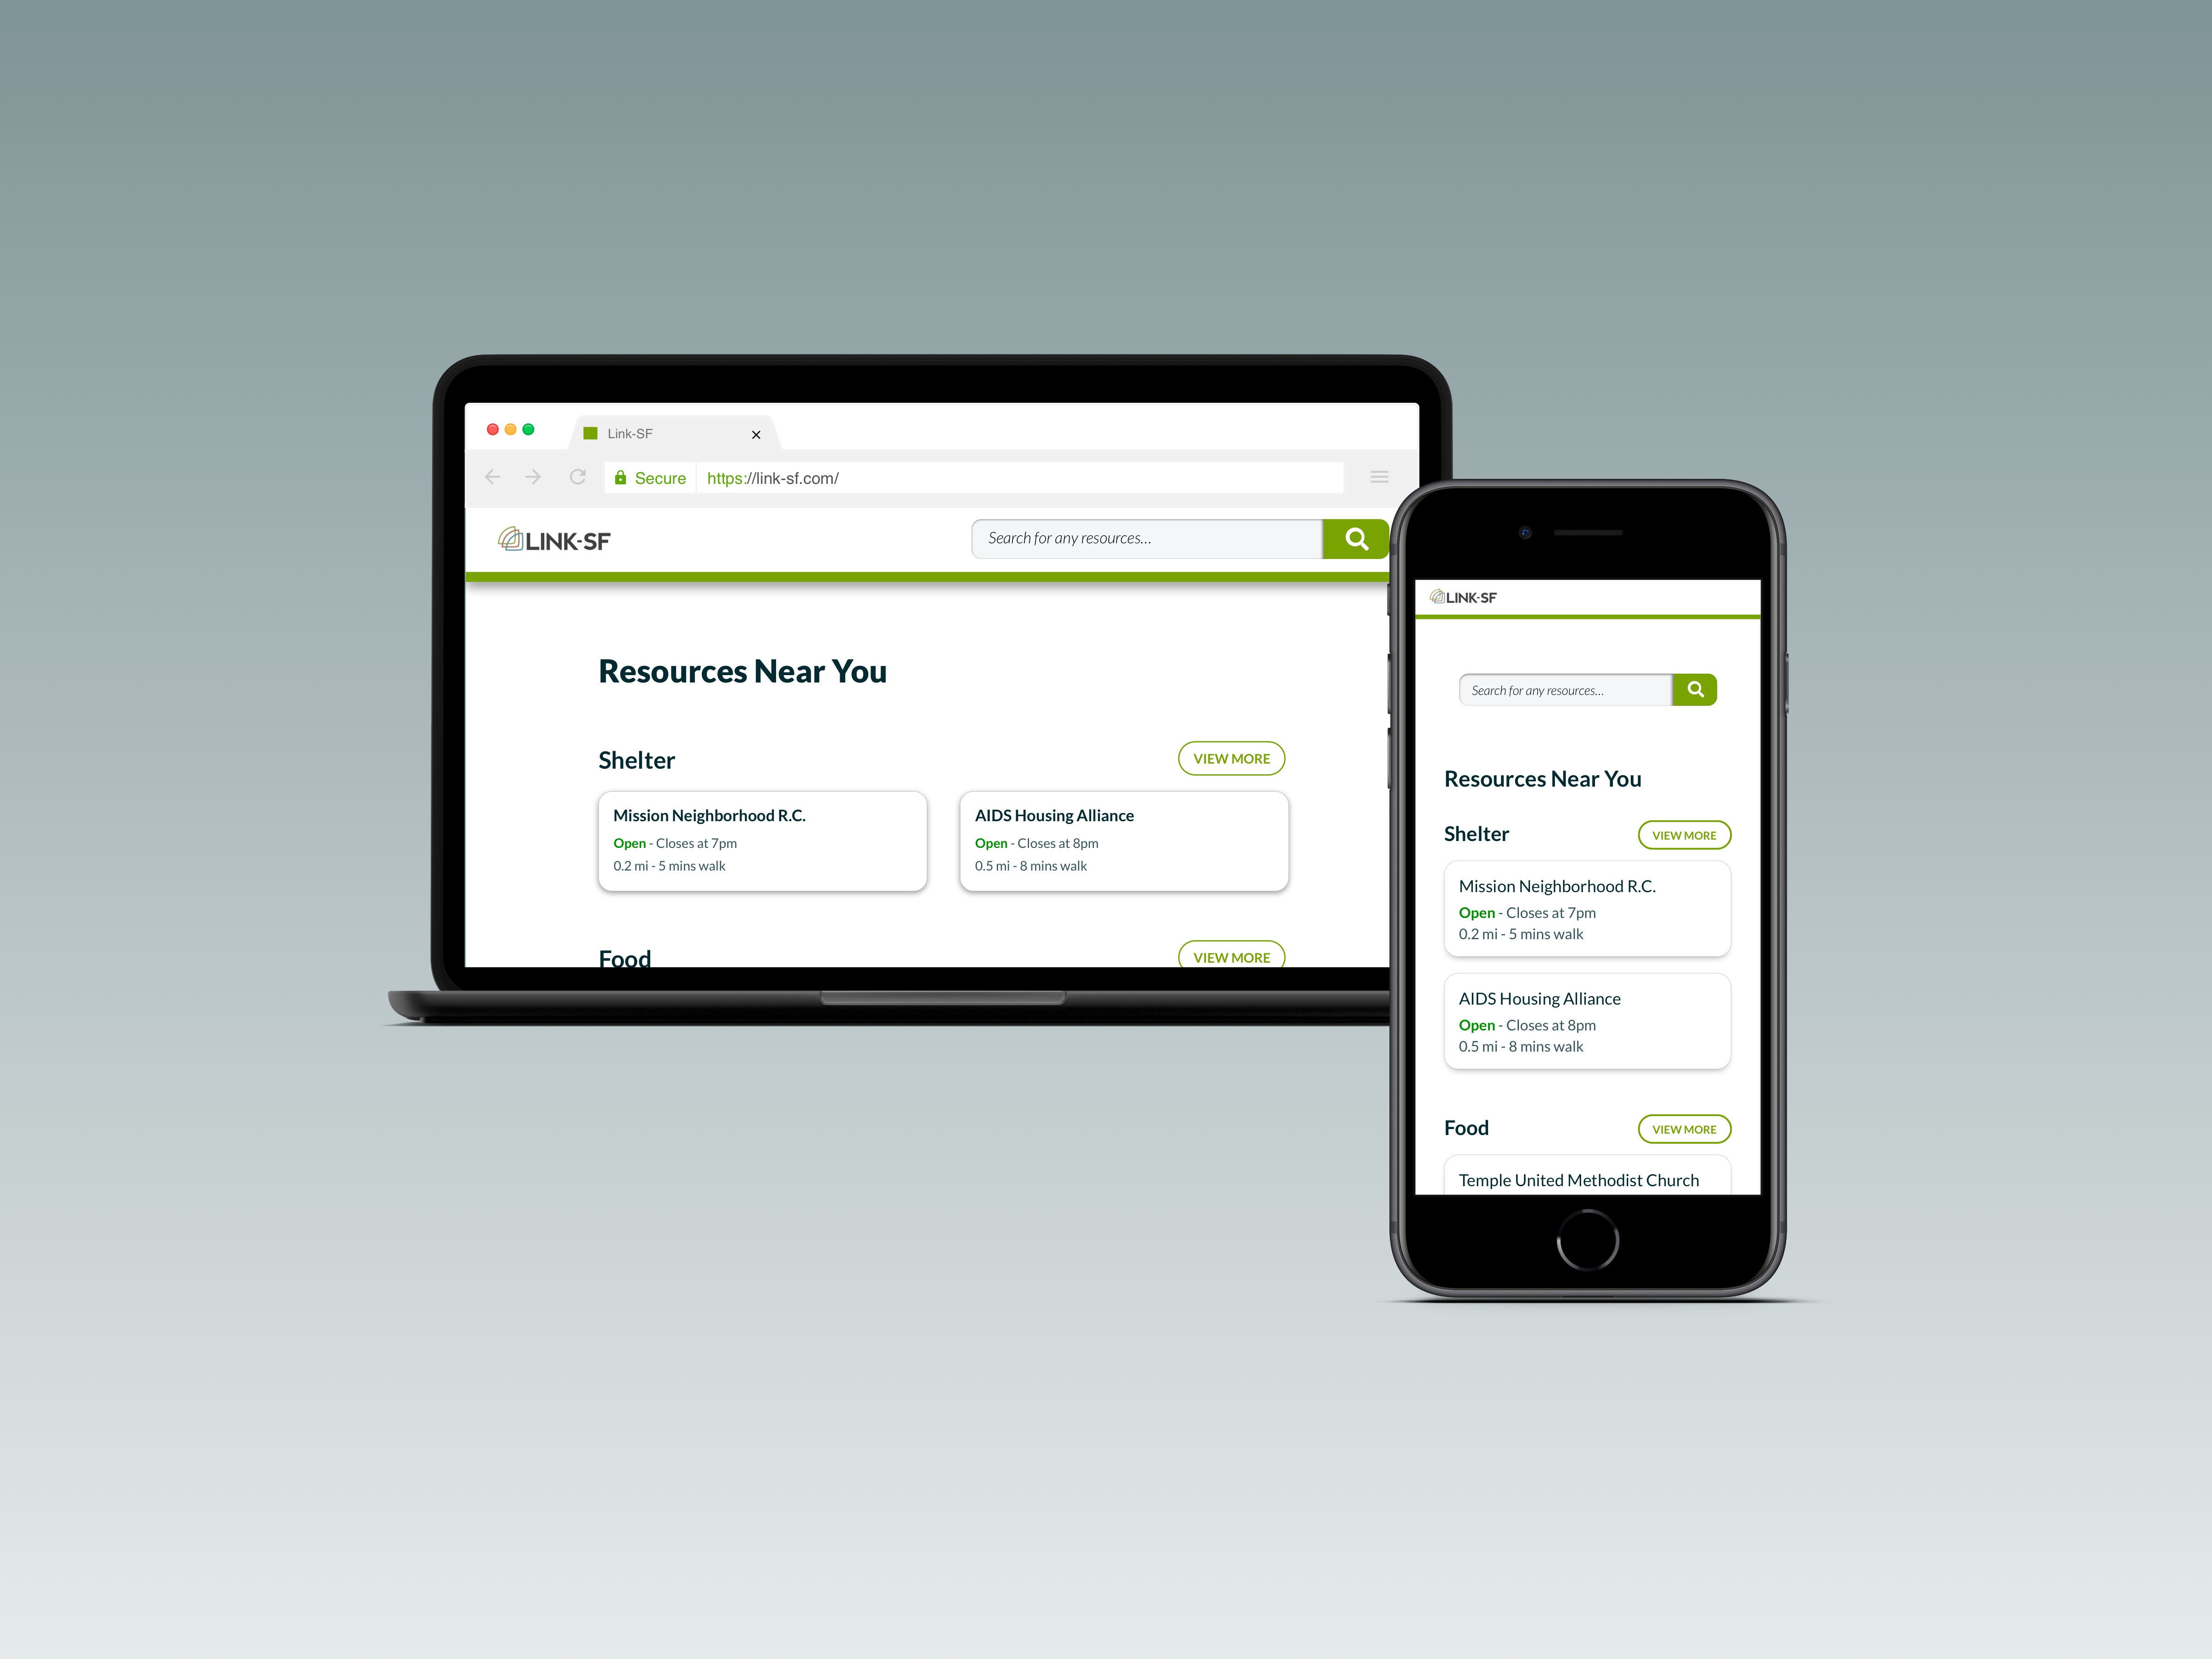 Link-SF
Secure https://link-sf.com/
LINK-SF
Search for any resources...
Resources Near You
Shelter
VIEW MORE
Mission Neighborhood R.C.
Open - Closes at 7pm
0.2 mi - 5 mins walk
AIDS Housing Alliance
Open - Closes at 8pm
0.5 mi - 8 mins walk
Food
VIEW MORE
LINK-SF
Search for any resources...
Resources Near You
Shelter
VIEW MORE
Mission Neighborhood R.C.
Open - Closes at 7pm
0.2 mi - 5 mins walk
AIDS Housing Alliance
Open - Closes at 8pm
0.5 mi - 8 mins walk
Food
VIEW MORE
Temple United Methodist Church